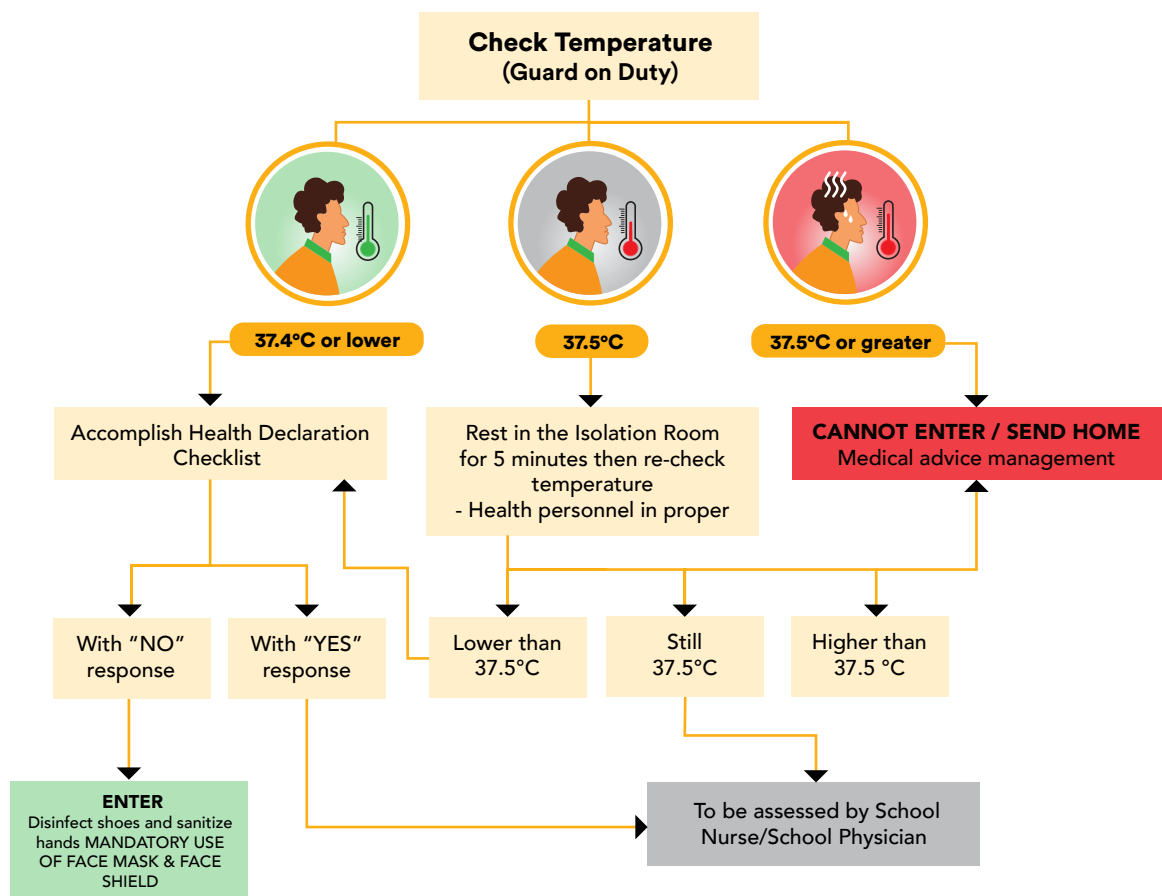 Check Temperature
(Guard on Duty)
37.4°C or lower
37.5°C
37.5°C or greater
Accomplish Health Declaration
Checklist
Rest in the Isolation Room
for 5 minutes then re-check
temperature
- Health personnel in proper
CANNOT ENTER / SEND HOME
Medical advice management
With “NO”
response
With “YES”
response
Lower than
37.5°C
Still
37.5°C
Higher than
37.5 °C
ENTER
Disinfect shoes and sanitize
hands MANDATORY USE
OF FACE MASK & FACE
SHIELD
To be assessed by School
Nurse/School Physician